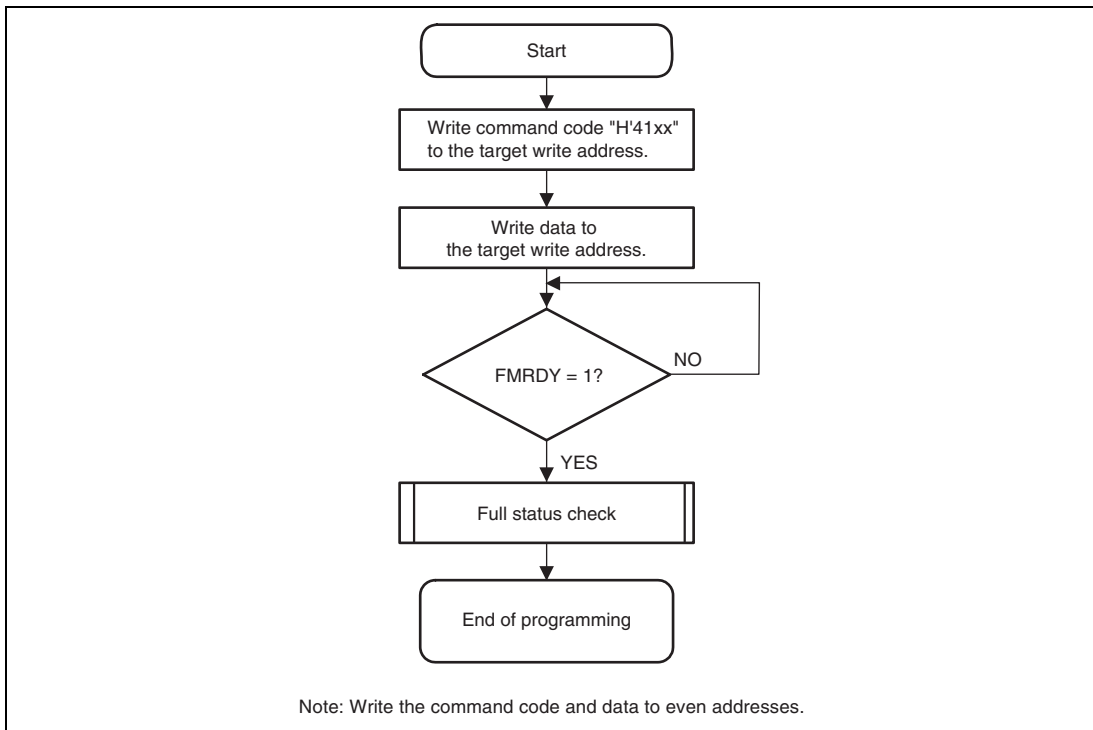 Start
Write command code "H'41xx"
to the target write address.
Write data to
the target write address.
FMRDY = 1?
NO
YES
Full status check
End of programming
Note: Write the command code and data to even addresses.